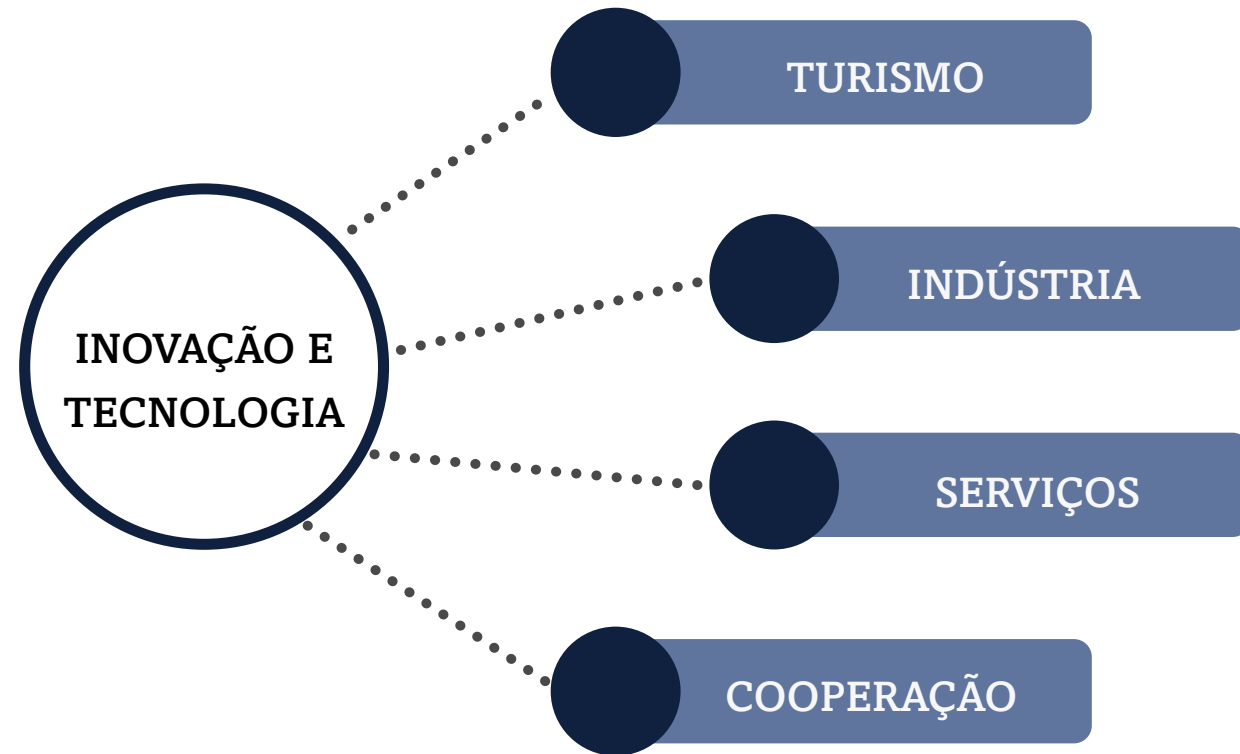 TURISMO
INDÚSTRIA
INOVAÇÃO E
TECNOLOGIA
SERVIÇOS
COOPERAÇÃO